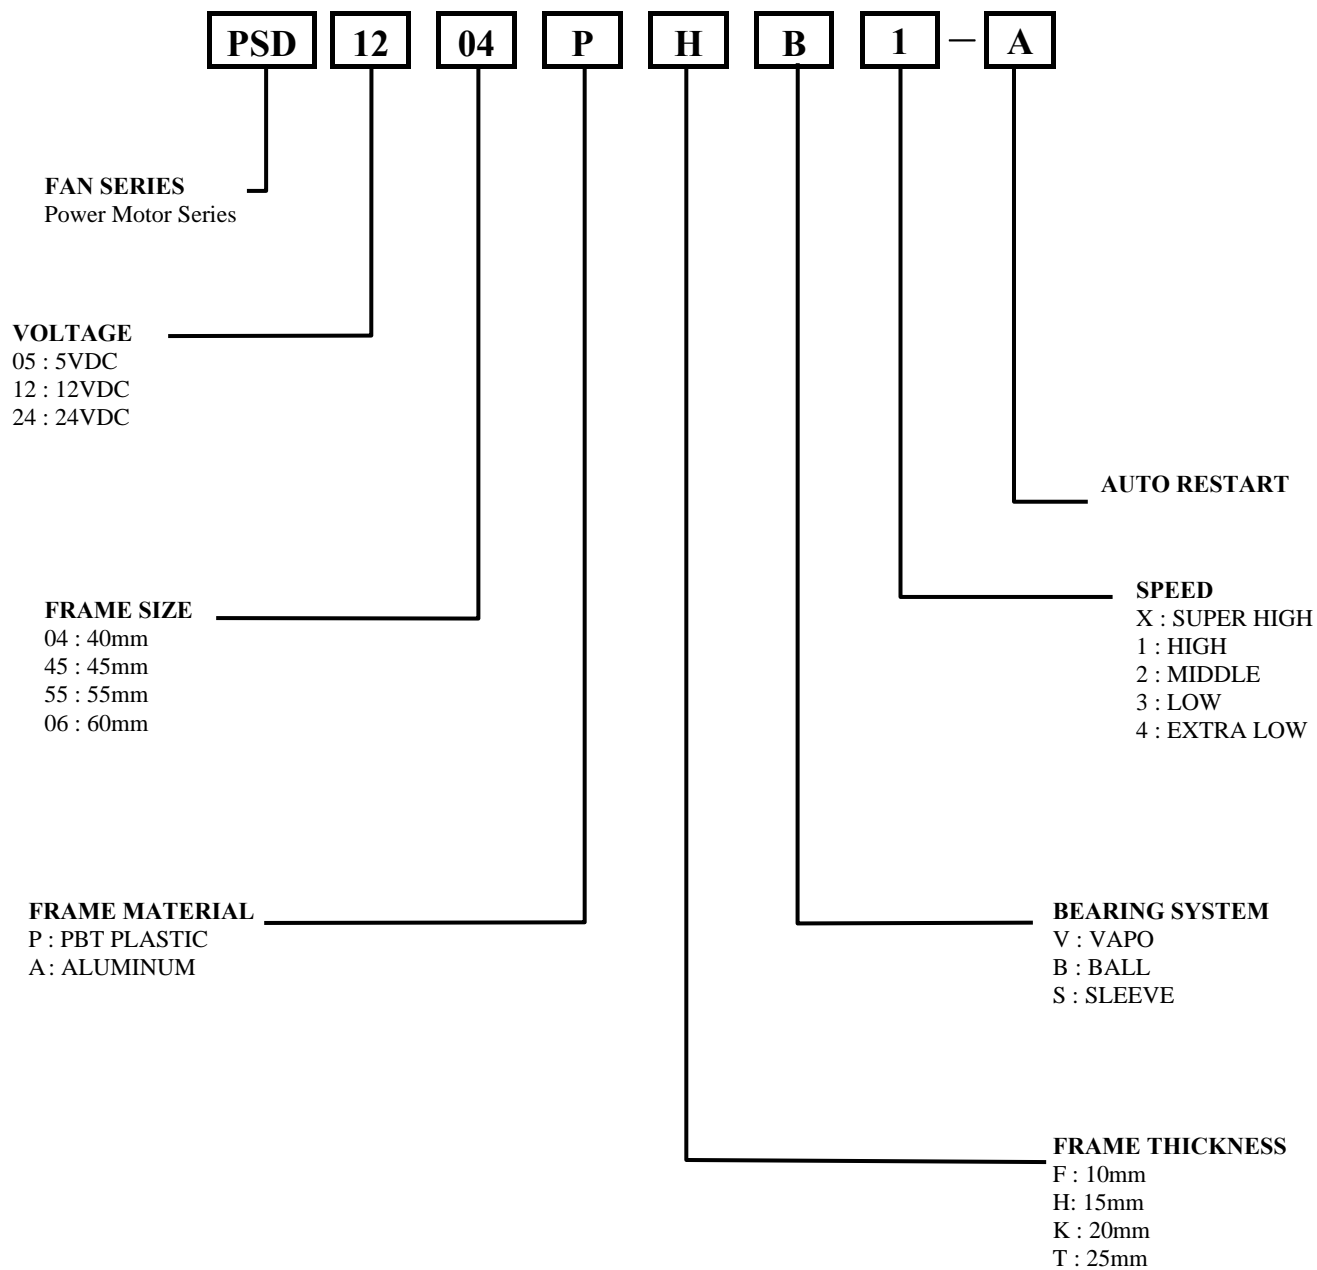 PSD 12 04 P H B 1 — A
FAN SERIES
Power Motor Series
VOLTAGE
05 : 5VDC
12 : 12VDC
24 : 24VDC
AUTO RESTART
FRAME SIZE
04 : 40mm
45 : 45mm
55 : 55mm
06 : 60mm
SPEED
X : SUPER HIGH
1 : HIGH
2 : MIDDLE
3 : LOW
4 : EXTRA LOW
FRAME MATERIAL
P : PBT PLASTIC
A : ALUMINUM
BEARING SYSTEM
V : VAPO
B : BALL
S : SLEEVE
FRAME THICKNESS
F : 10mm
H: 15mm
K : 20mm
T : 25mm